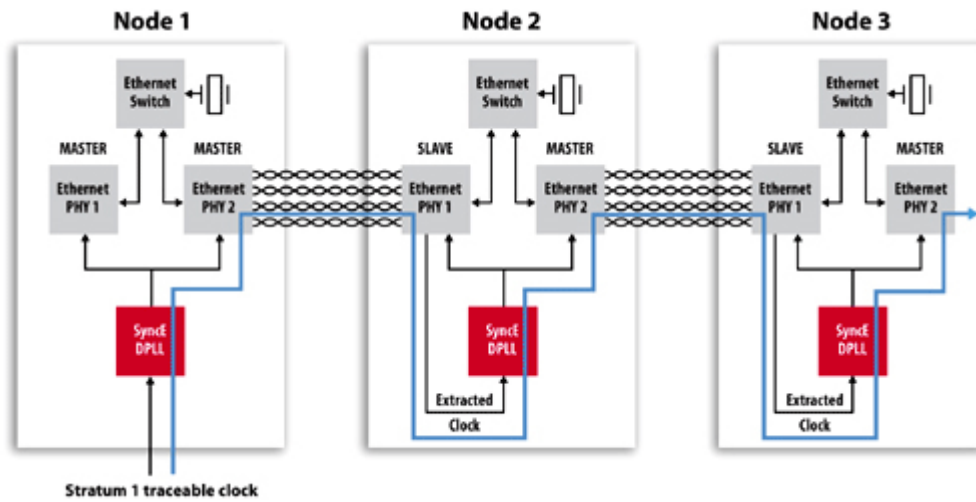 Node 1
Node 2
Node 3
Ethernet
Switch
MASTER
MASTER
Ethernet
PHY 1
Ethernet
PHY 2
SyncE
DPLL
Stratum 1 traceable clock
Ethernet
Switch
SLAVE
MASTER
Ethernet
PHY 1
Ethernet
PHY 2
SyncE
DPLL
Extracted
Clock
Ethernet
Switch
SLAVE
MASTER
Ethernet
PHY 1
Ethernet
PHY 2
SyncE
DPLL
Extracted
Clock